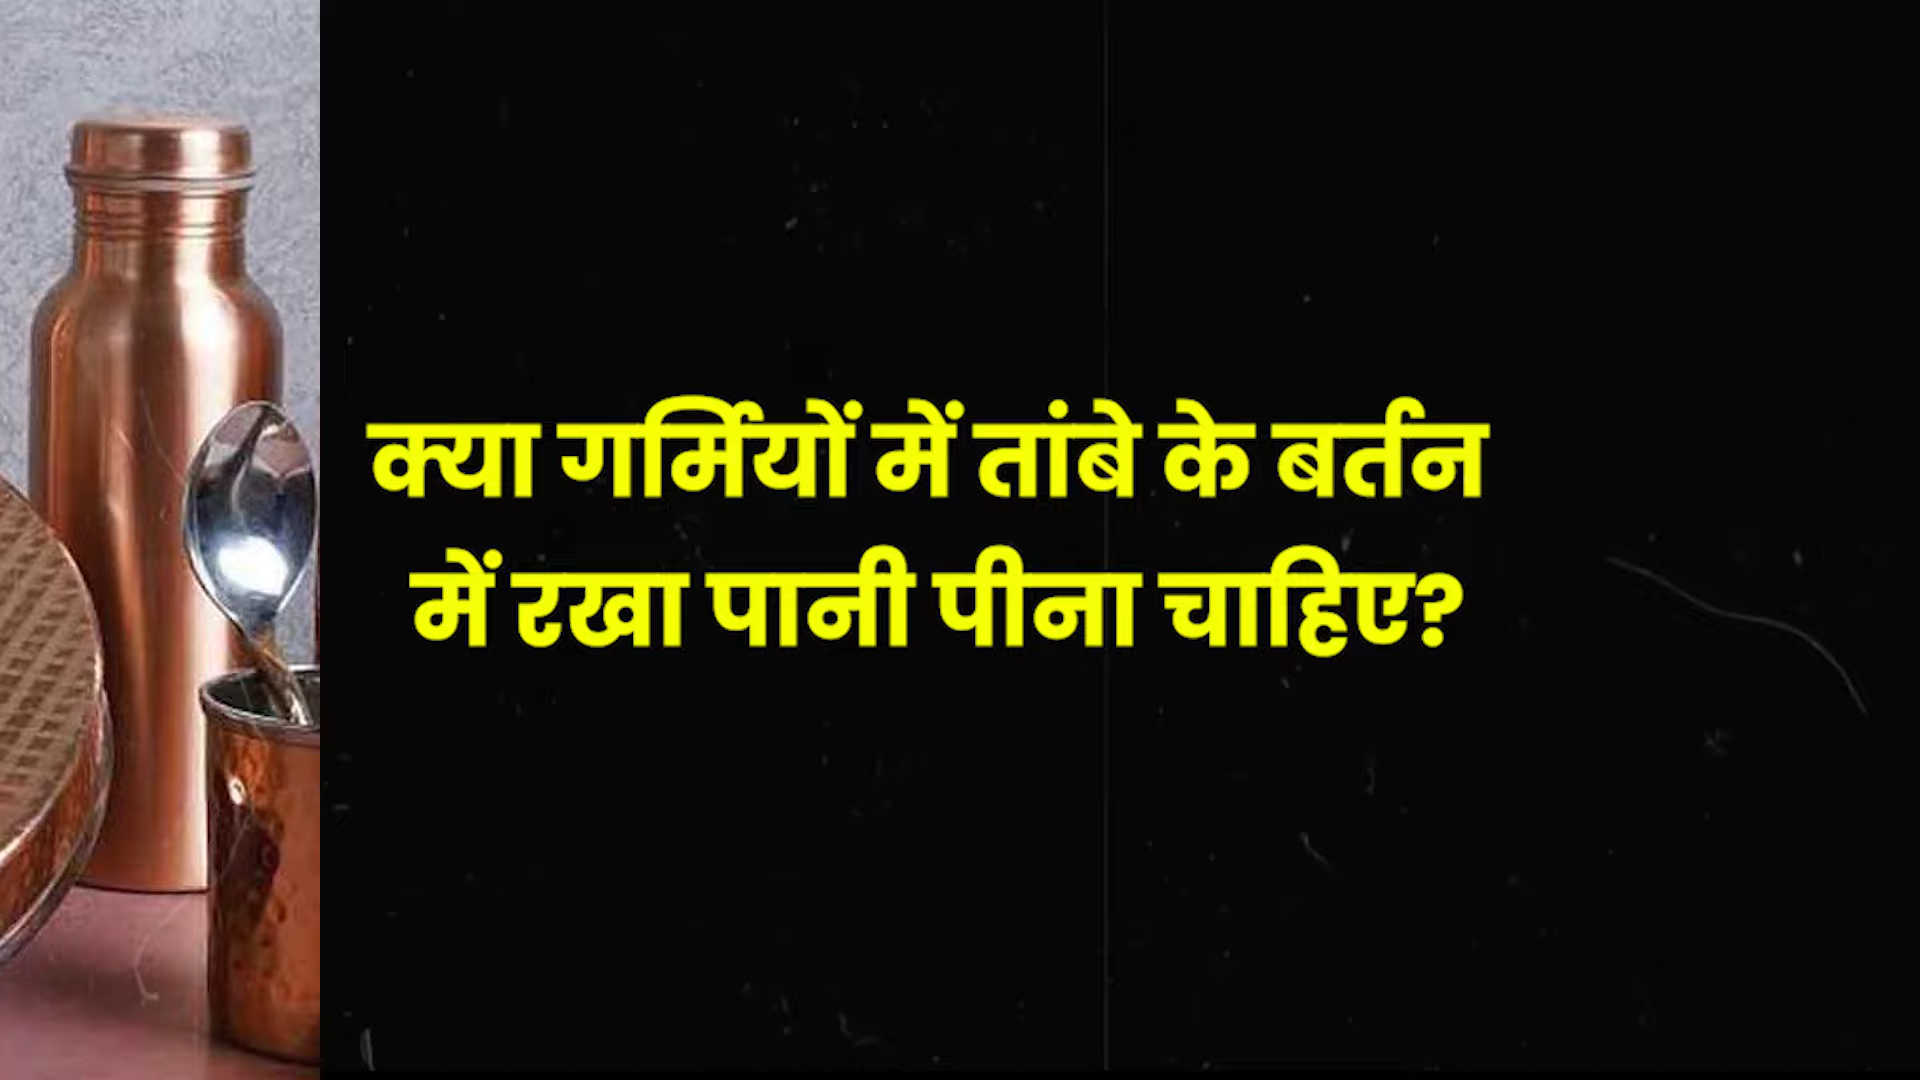 क्या गर्मियों में तांबे के बर्तन
में रखा पानी पीना चाहिए?